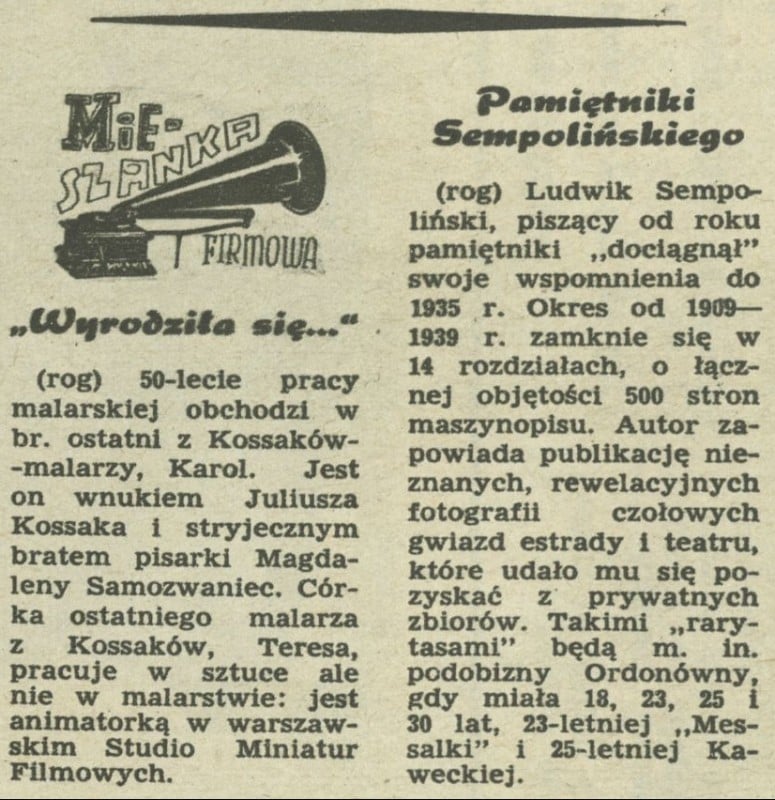 MiE-
SZANKA
FIRMOWA
„Wyrodziła się...“
(rog) 50-lecie pracy
malarskiej obchodzi w
br. ostatni z Kossaków-
-malarzy, Karol. Jest
on wnukiem Juliusza
Kossaka i stryjecznym
bratem pisarki Magda-
leny Samozwaniec. Cór-
ka ostatniego malarza
z Kossaków, Teresa,
pracuje w sztuce ale
nie w malarstwie: jest
animatorką w warszaw-
skim Studio Miniatur
Filmowych.
Pamiętniki
Sempolińskiego
(rog) Ludwik Sempo-
liński, piszący od roku
pamiętniki „dociągnął”
swoje wspomnienia do
1935 r. Okres od 1909—
1939 r. zamknie się w
14 rozdziałach, o łącz-
nej objętości 500 stron
maszynopisu. Autor za-
powiada publikację nie-
znanych, rewelacyjnych
fotografii czołowych
gwiazd estrady i teatru,
które udało mu się po-
zyskać z prywatnych
zbiorów. Takimi „rary-
tasami” będą m. in.
podobizny Ordonówny,
gdy miała 18, 23, 25 i
30 lat, 23-letniej „Mes-
salki” i 25-letniej Ka-
weckiej.